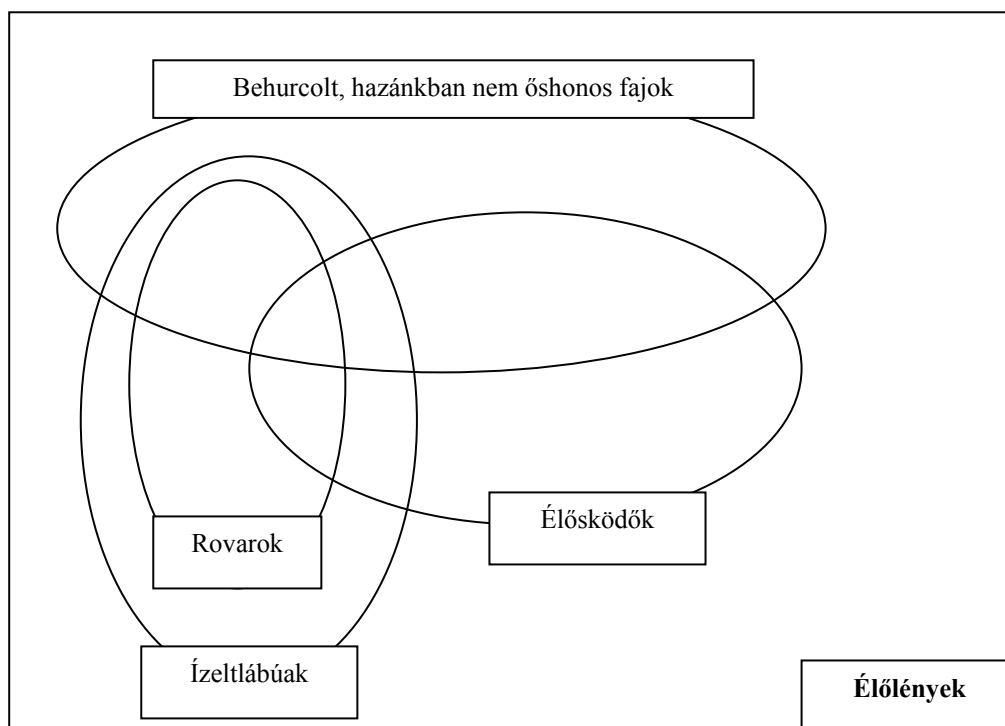 Behurcolt, hazánkban nem őshonos fajok
Élősködők
Rovarok
Ízeltlábúak
Élőlények